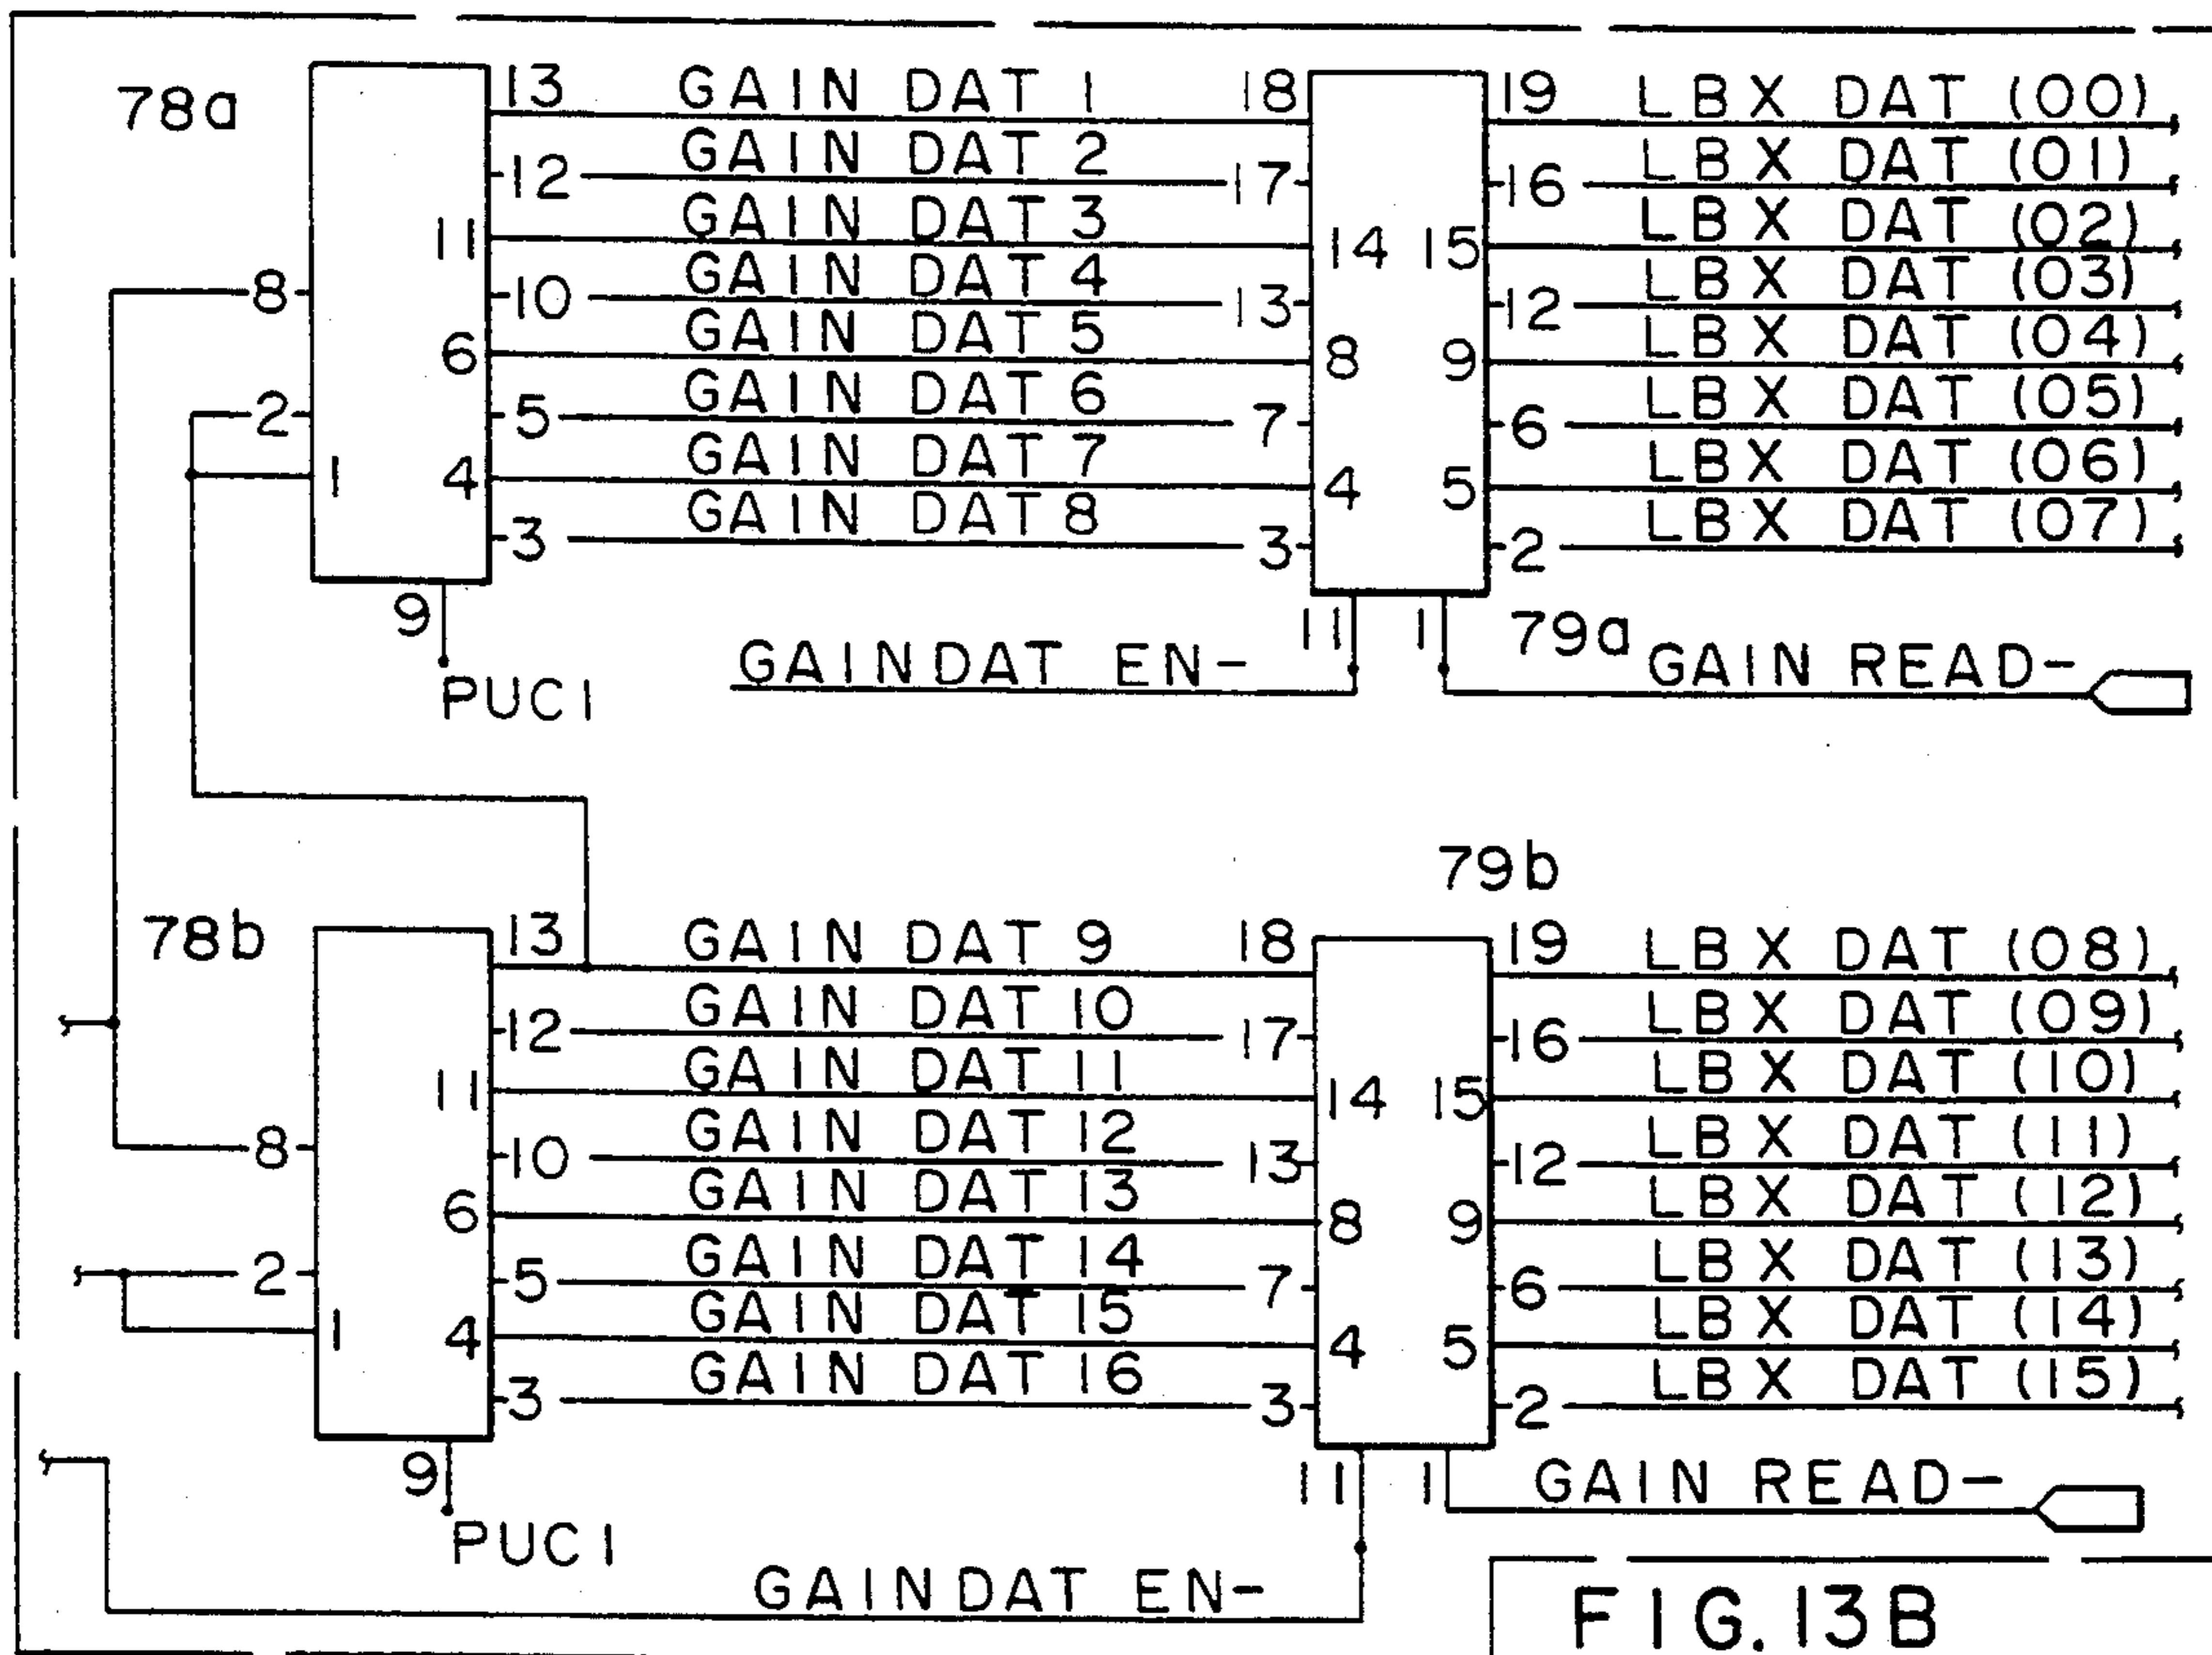 78a
13 GAIN DAT 1 18 19 LBX DAT (00)
12 GAIN DAT 2 17 16 LBX DAT (01)
11 GAIN DAT 3 14 15 LBX DAT (02)
8 10 GAIN DAT 4 13 12 LBX DAT (03)
6 GAIN DAT 5 8 9 LBX DAT (04)
2 5 GAIN DAT 6 7 6 LBX DAT (05)
1 4 GAIN DAT 7 4 5 LBX DAT (06)
3 GAIN DAT 8 3 2 LBX DAT (07)
9 11 1 79a
PUC1 GAINDAT EN- GAIN READ-
79b
78b
13 GAIN DAT 9 18 19 LBX DAT (08)
12 GAIN DAT 10 17 16 LBX DAT (09)
11 GAIN DAT 11 14 15 LBX DAT (10)
8 10 GAIN DAT 12 13 12 LBX DAT (11)
6 GAIN DAT 13 8 9 LBX DAT (12)
2 5 GAIN DAT 14 7 6 LBX DAT (13)
1 4 GAIN DAT 15 4 5 LBX DAT (14)
3 GAIN DAT 16 3 2 LBX DAT (15)
9 11 1 GAIN READ-
PUC1
GAINDAT EN-
FIG. 13B